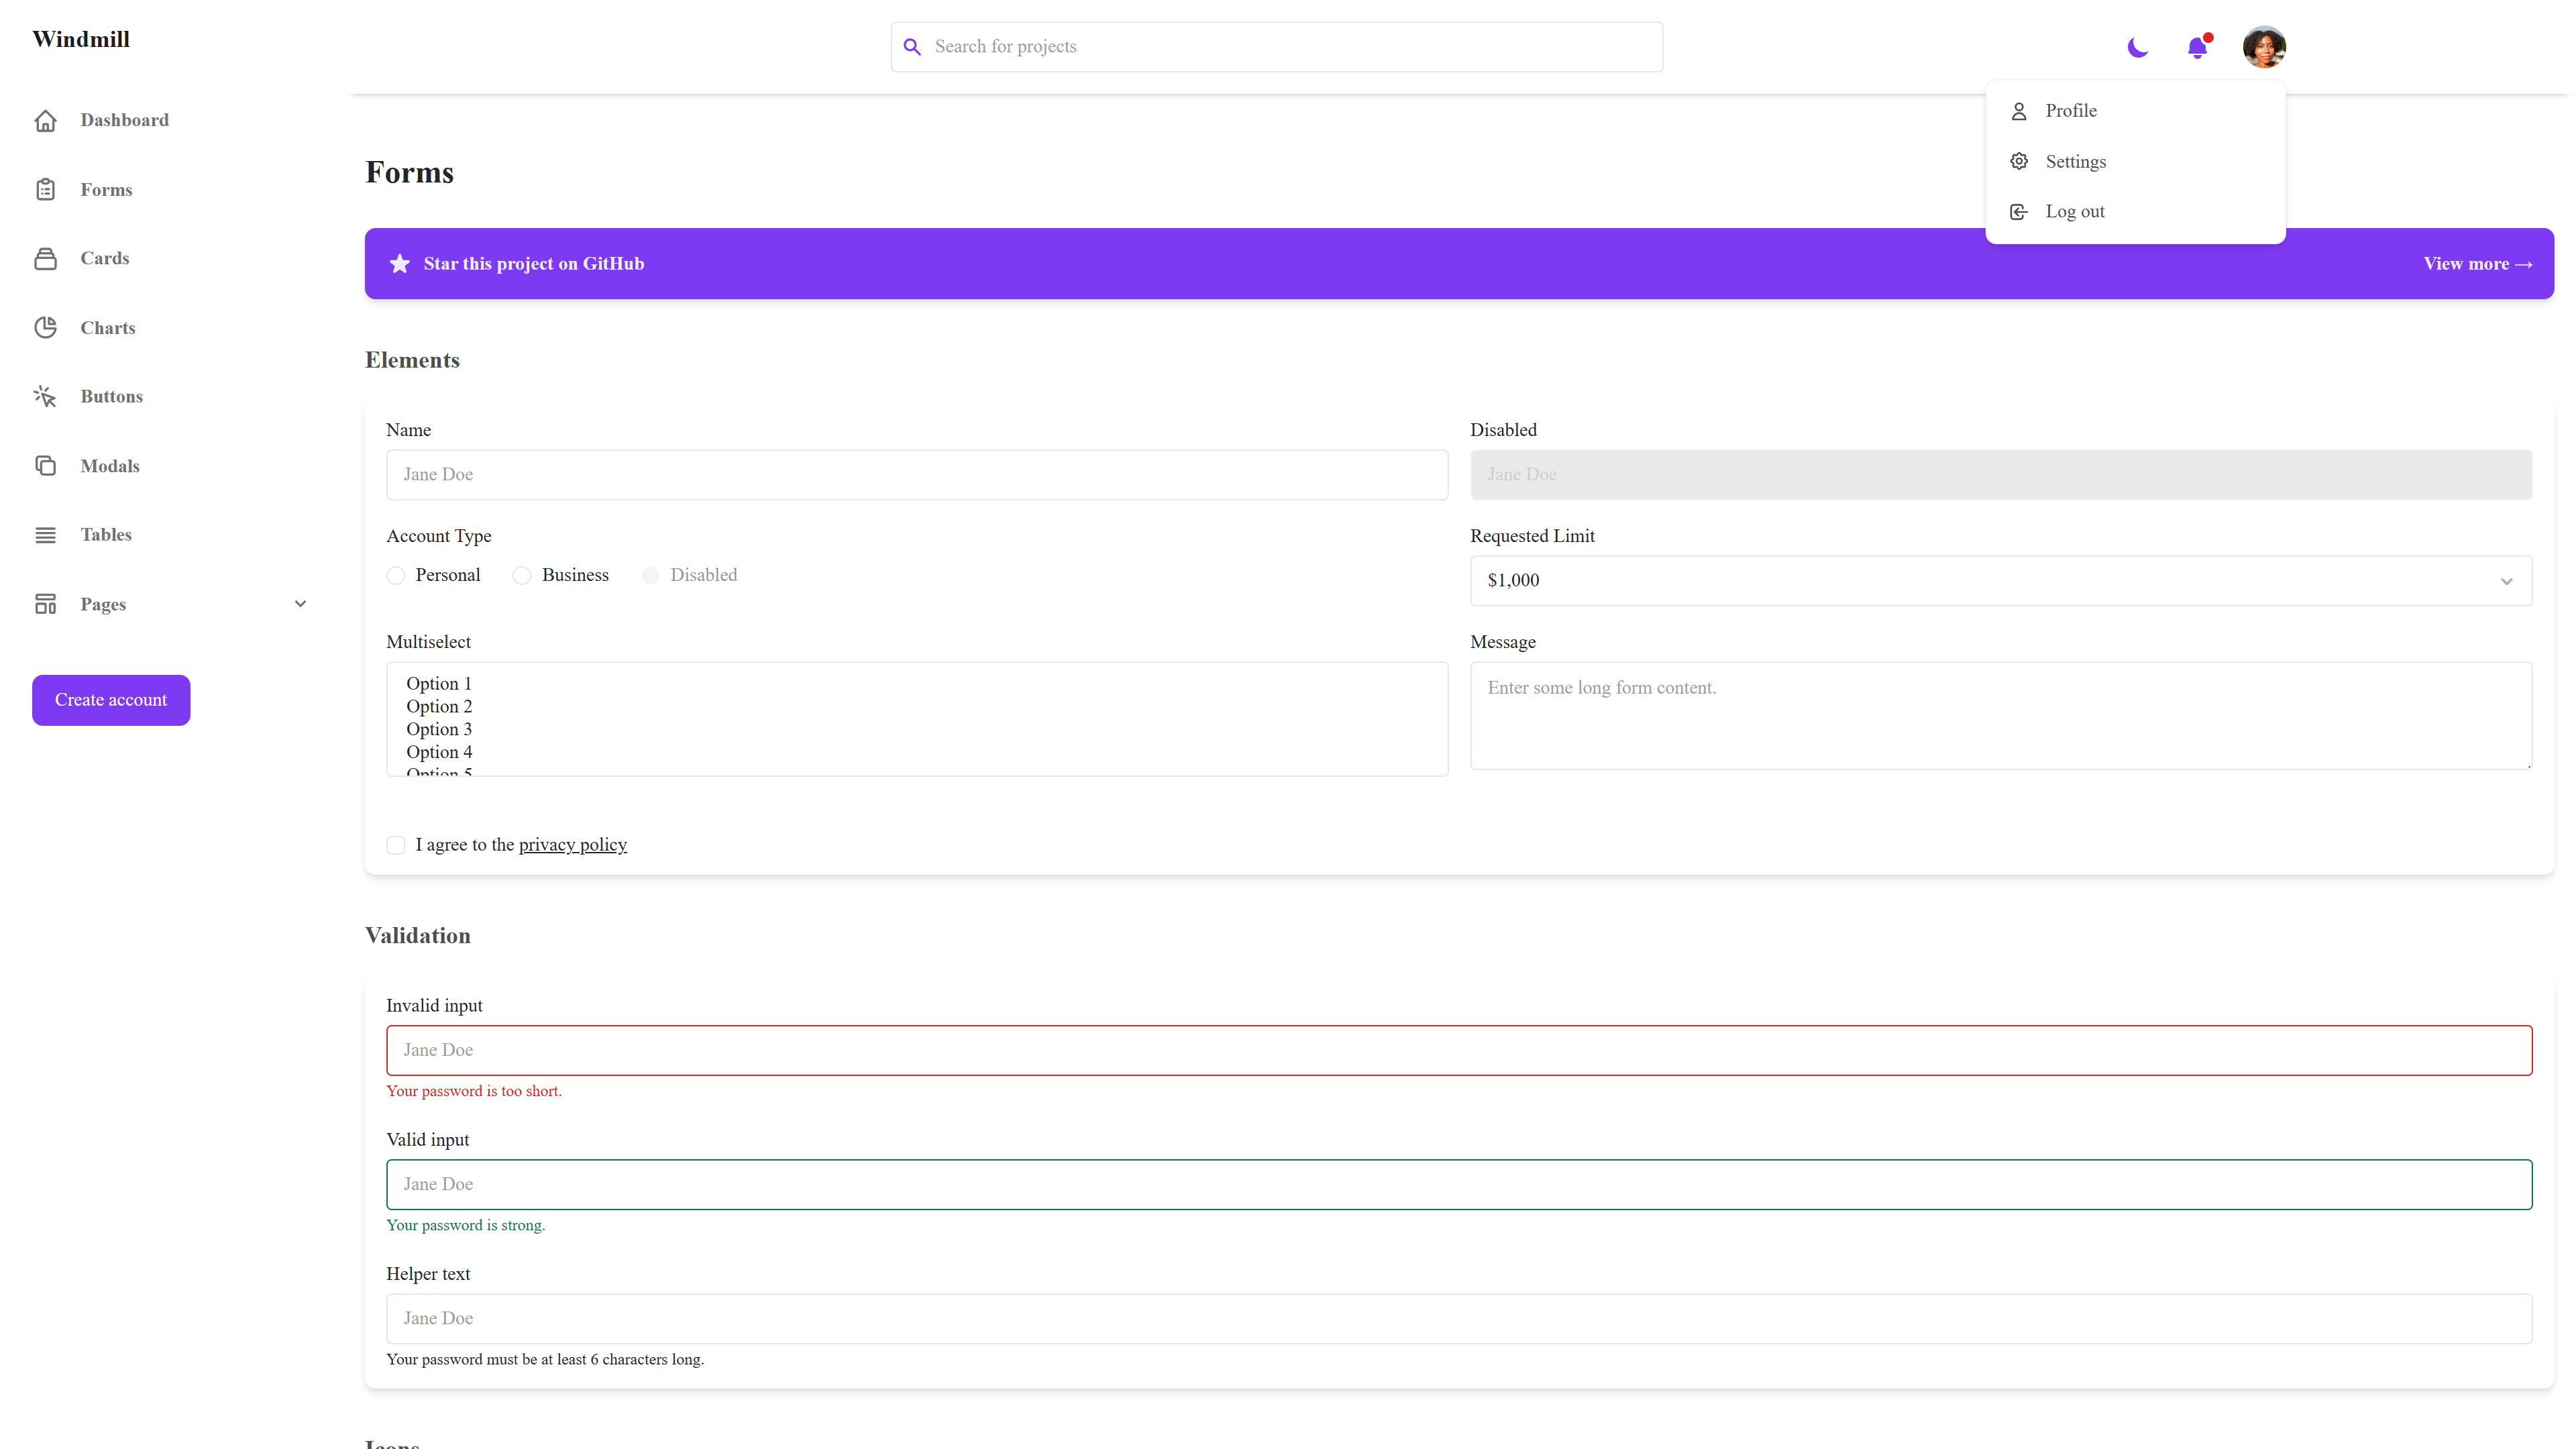 Windmill
Dashboard
Forms
Cards
Charts
Buttons
Modals
Tables
Pages
Create account
Search for projects
Profile
Settings
Log out
Forms
Star this project on GitHub
View more →
Elements
Name
Jane Doe
Disabled
Jane Doe
Account Type
Personal
Business
Disabled
Requested Limit
$1,000
Multiselect
Option 1
Option 2
Option 3
Option 4
Option 5
Message
Enter some long form content.
I agree to the privacy policy
Validation
Invalid input
Jane Doe
Your password is too short.
Valid input
Jane Doe
Your password is strong.
Helper text
Jane Doe
Your password must be at least 6 characters long.
Icons